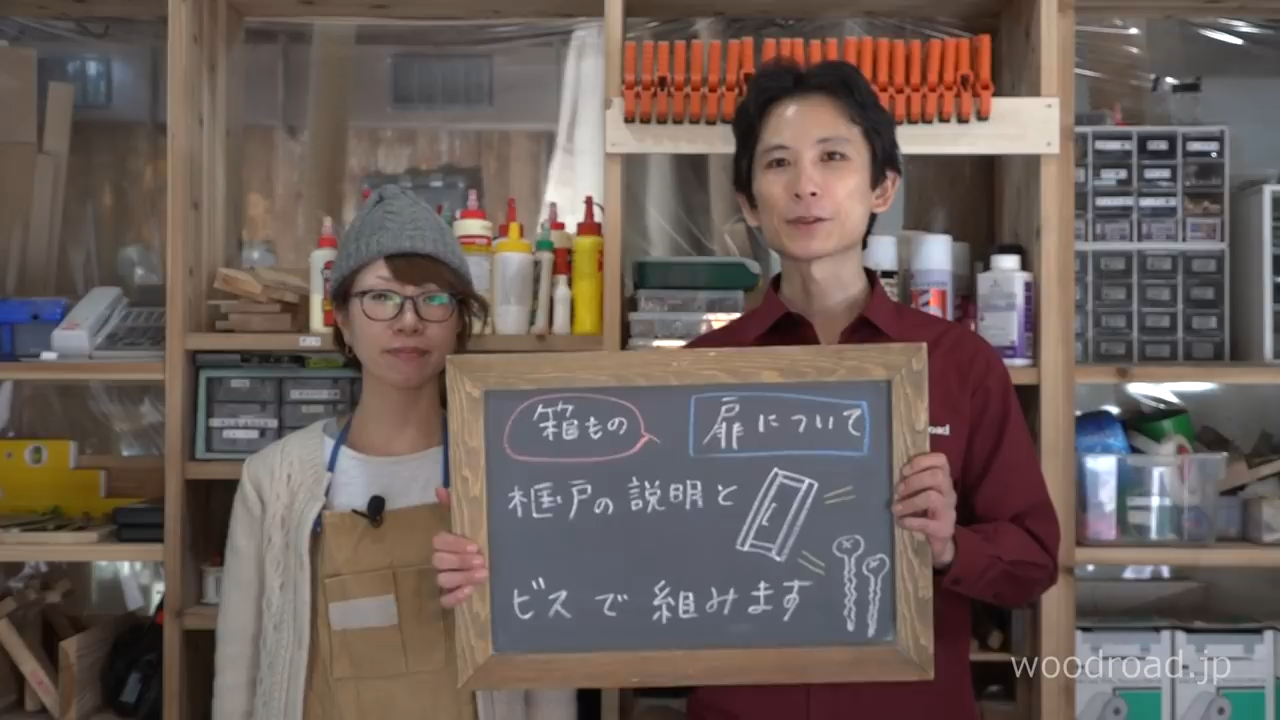 箱もの
扉について
框戸の説明と
ビスで組みます
oad
woodroad.jp